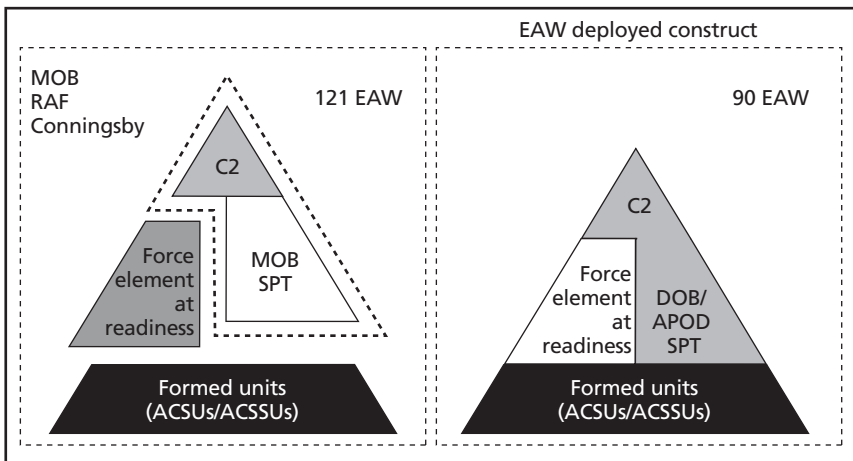 EAW deployed construct
MOB
RAF
Conningsby
121 EAW
C2
MOB
SPT
Force
element
at
readiness
Formed units
(ACSUs/ACSSUs)
90 EAW
C2
Force
element
at
readiness
DOB/
APOD
SPT
Formed units
(ACSUs/ACSSUs)